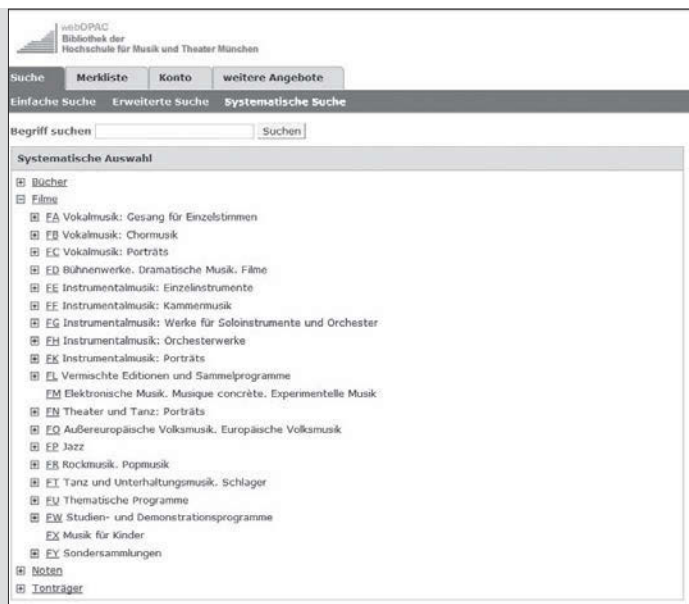 webOPAC
Bibliothek der
Hochschule für Musik und Theater München
Suche Merkliste Konto weitere Angebote
Einfache Suche Erweiterte Suche Systematische Suche
Begriff suchen Suchen
Systematische Auswahl
Bücher
Filme
FA Vokalmusik: Gesang für Einzelstimmen
FB Vokalmusik: Chormusik
FC Vokalmusik: Porträts
FD Bühnenwerke. Dramatische Musik. Filme
FE Instrumentalmusik: Einzelinstrumente
FF Instrumentalmusik: Kammermusik
FG Instrumentalmusik: Werke für Soloinstrumente und Orchester
FH Instrumentalmusik: Orchesterwerke
FK Instrumentalmusik: Porträts
FL Vermischte Editionen und Sammelprogramme
FM Elektronische Musik. Musique concrète. Experimentelle Musik
FN Theater und Tanz: Porträts
FO Außereuropäische Volksmusik. Europäische Volksmusik
FP Jazz
FR Rockmusik. Popmusik
FT Tanz und Unterhaltungsmusik. Schlager
FU Thematische Programme
FW Studien- und Demonstrationsprogramme
FX Musik für Kinder
FY Sondersammlungen
Noten
Tonträger